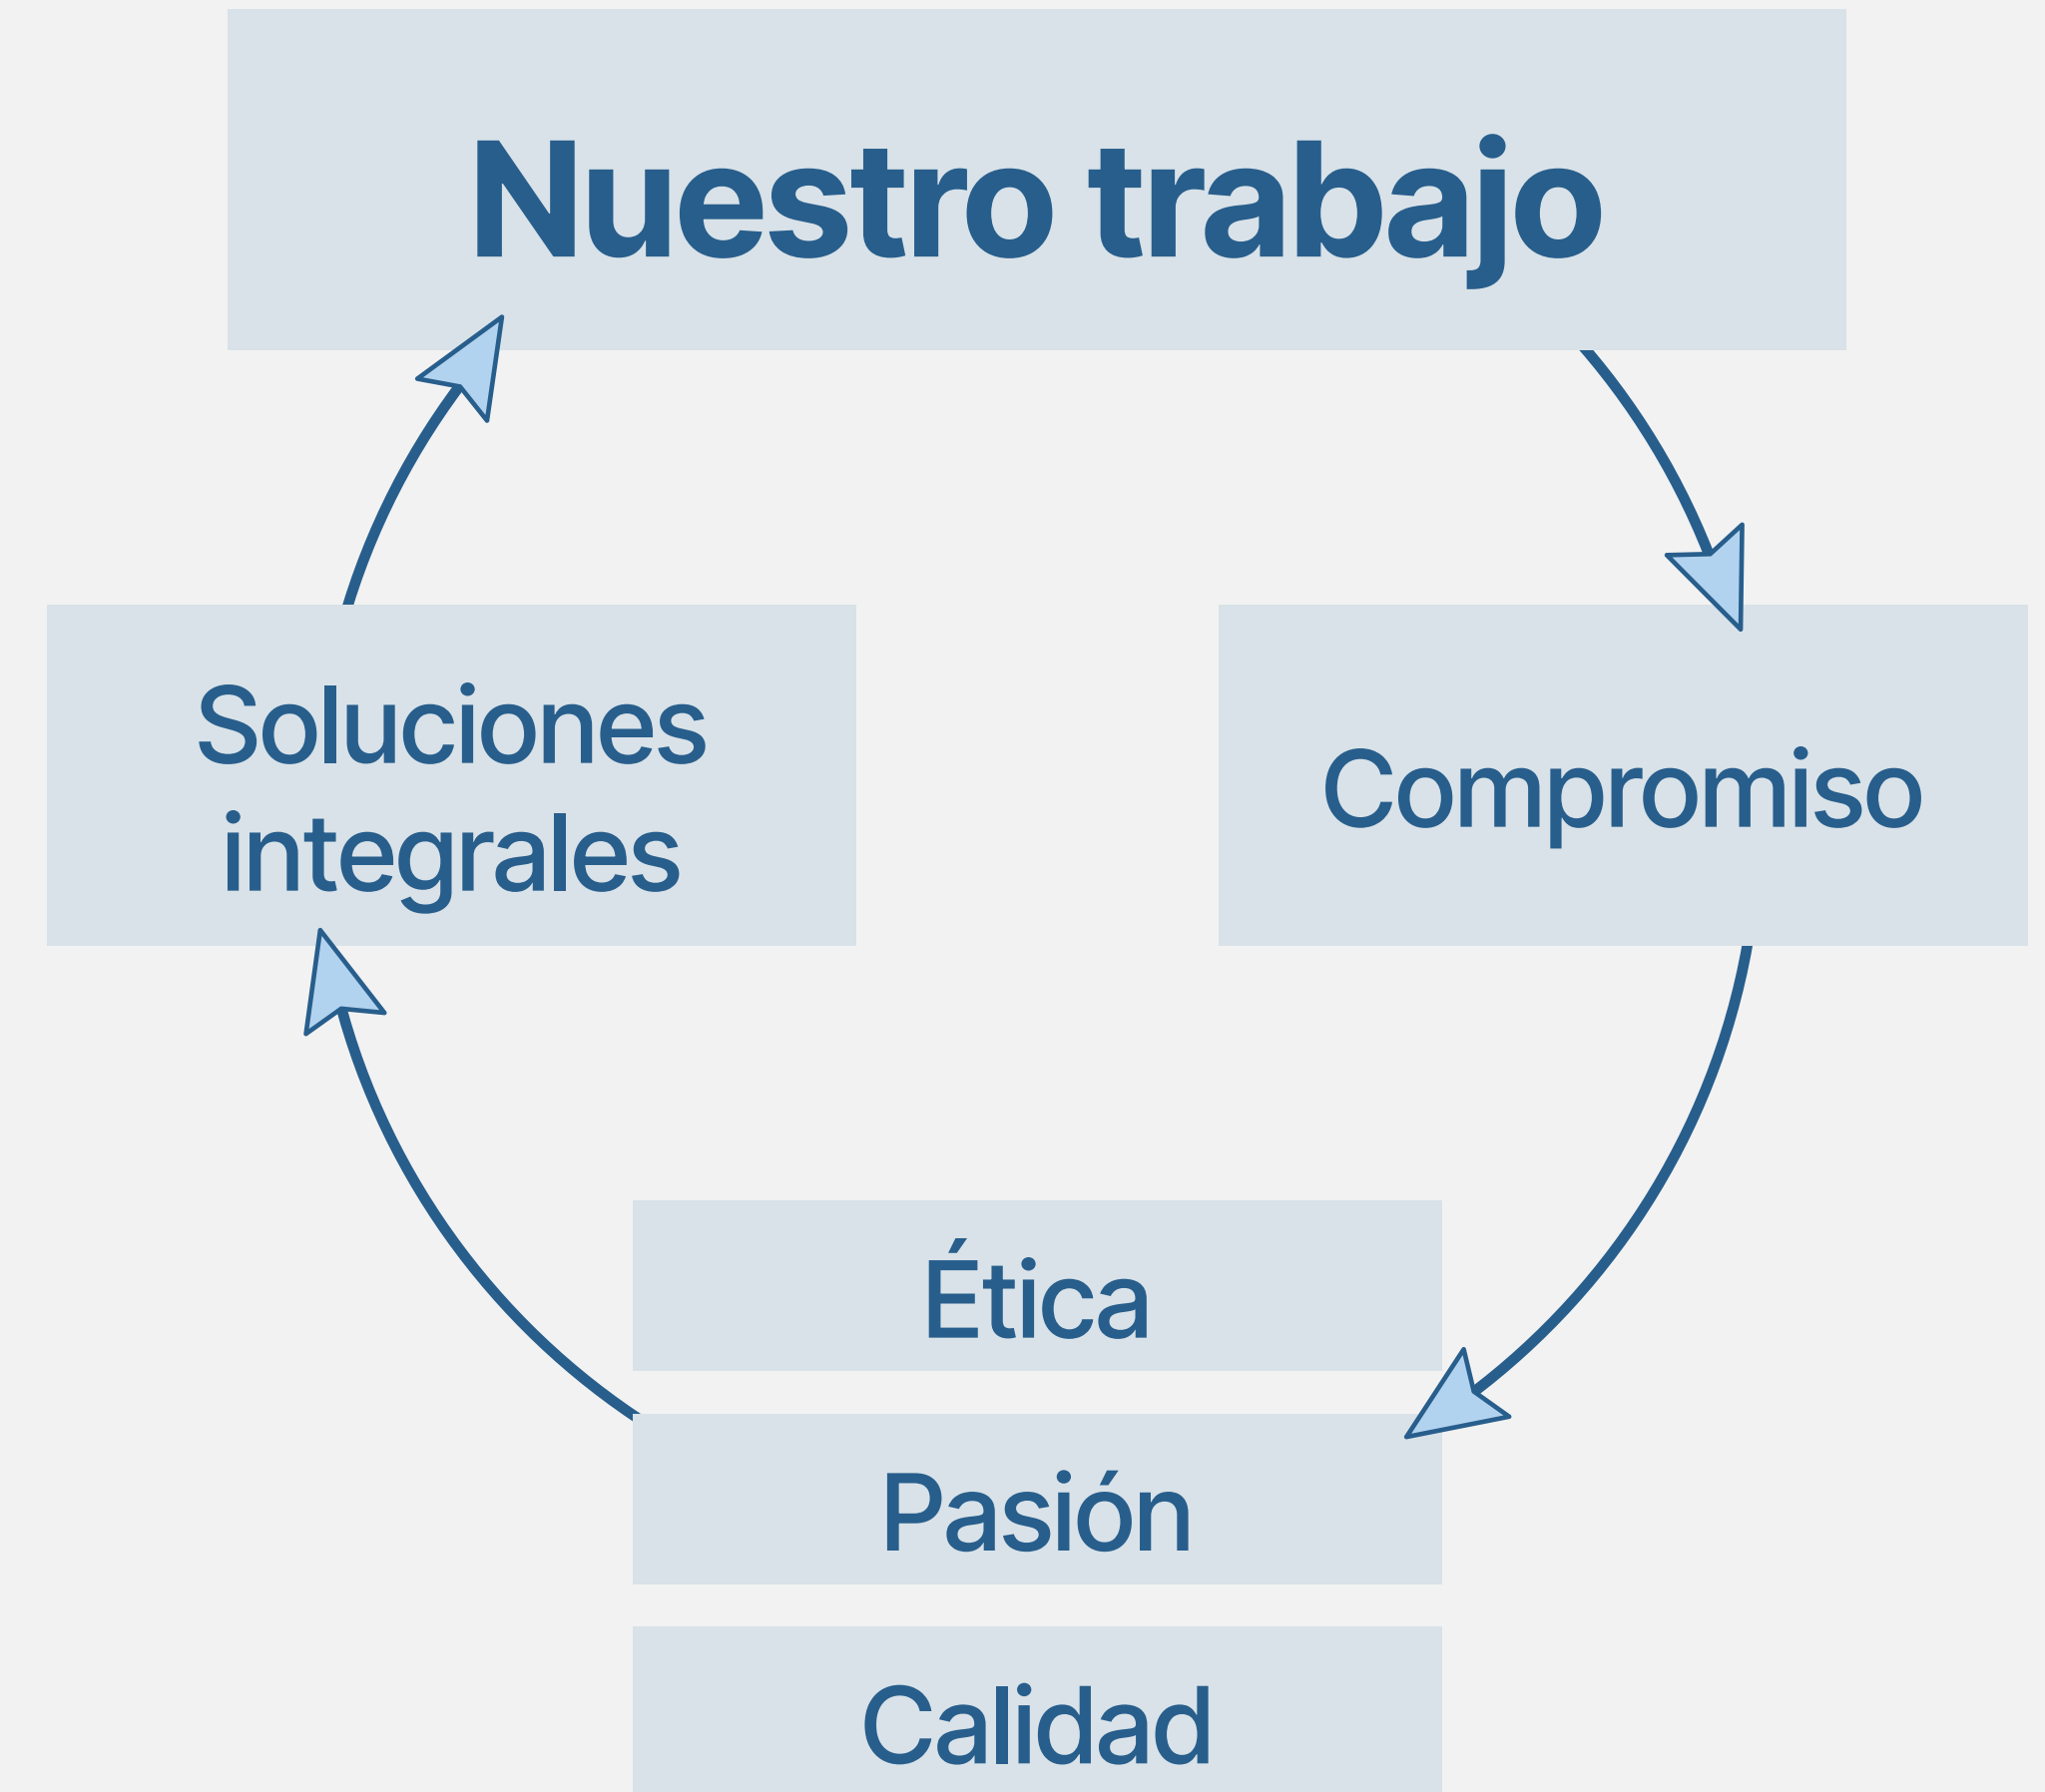 Nuestro trabajo
Soluciones
integrales
Compromiso
Ética
Pasión
Calidad